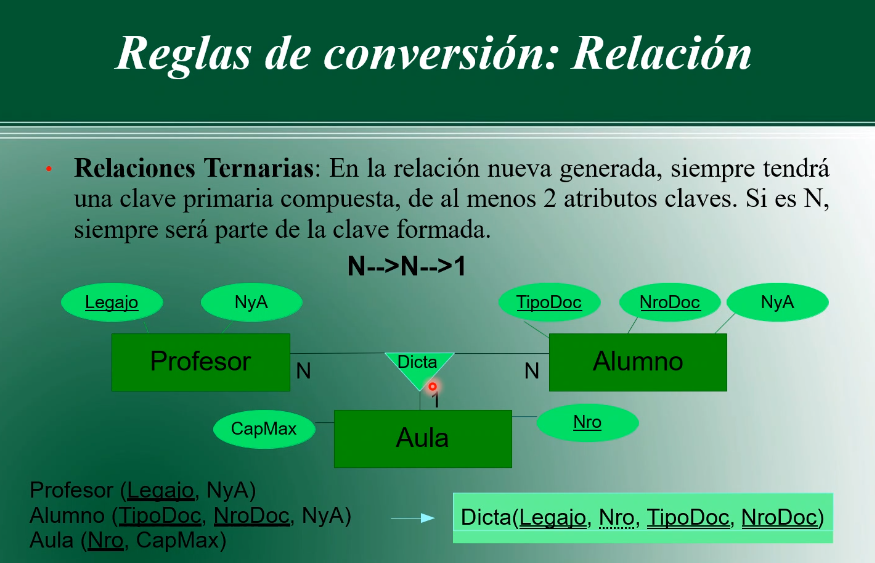 Reglas de conversión: Relación
• Relaciones Ternarias: En la relación nueva generada, siempre tendrá
una clave primaria compuesta, de al menos 2 atributos claves. Si es N,
siempre será parte de la clave formada.
N-->N-->1
Legajo
NyA
TipoDoc
NroDoc
NyA
Profesor
N
Dicta
N
Alumno
1
CapMax
Aula
Nro
Profesor (Legajo, NyA)
Alumno (TipoDoc, NroDoc, NyA)
Aula (Nro, CapMax)
Dicta(Legajo, Nro, TipoDoc, NroDoc)